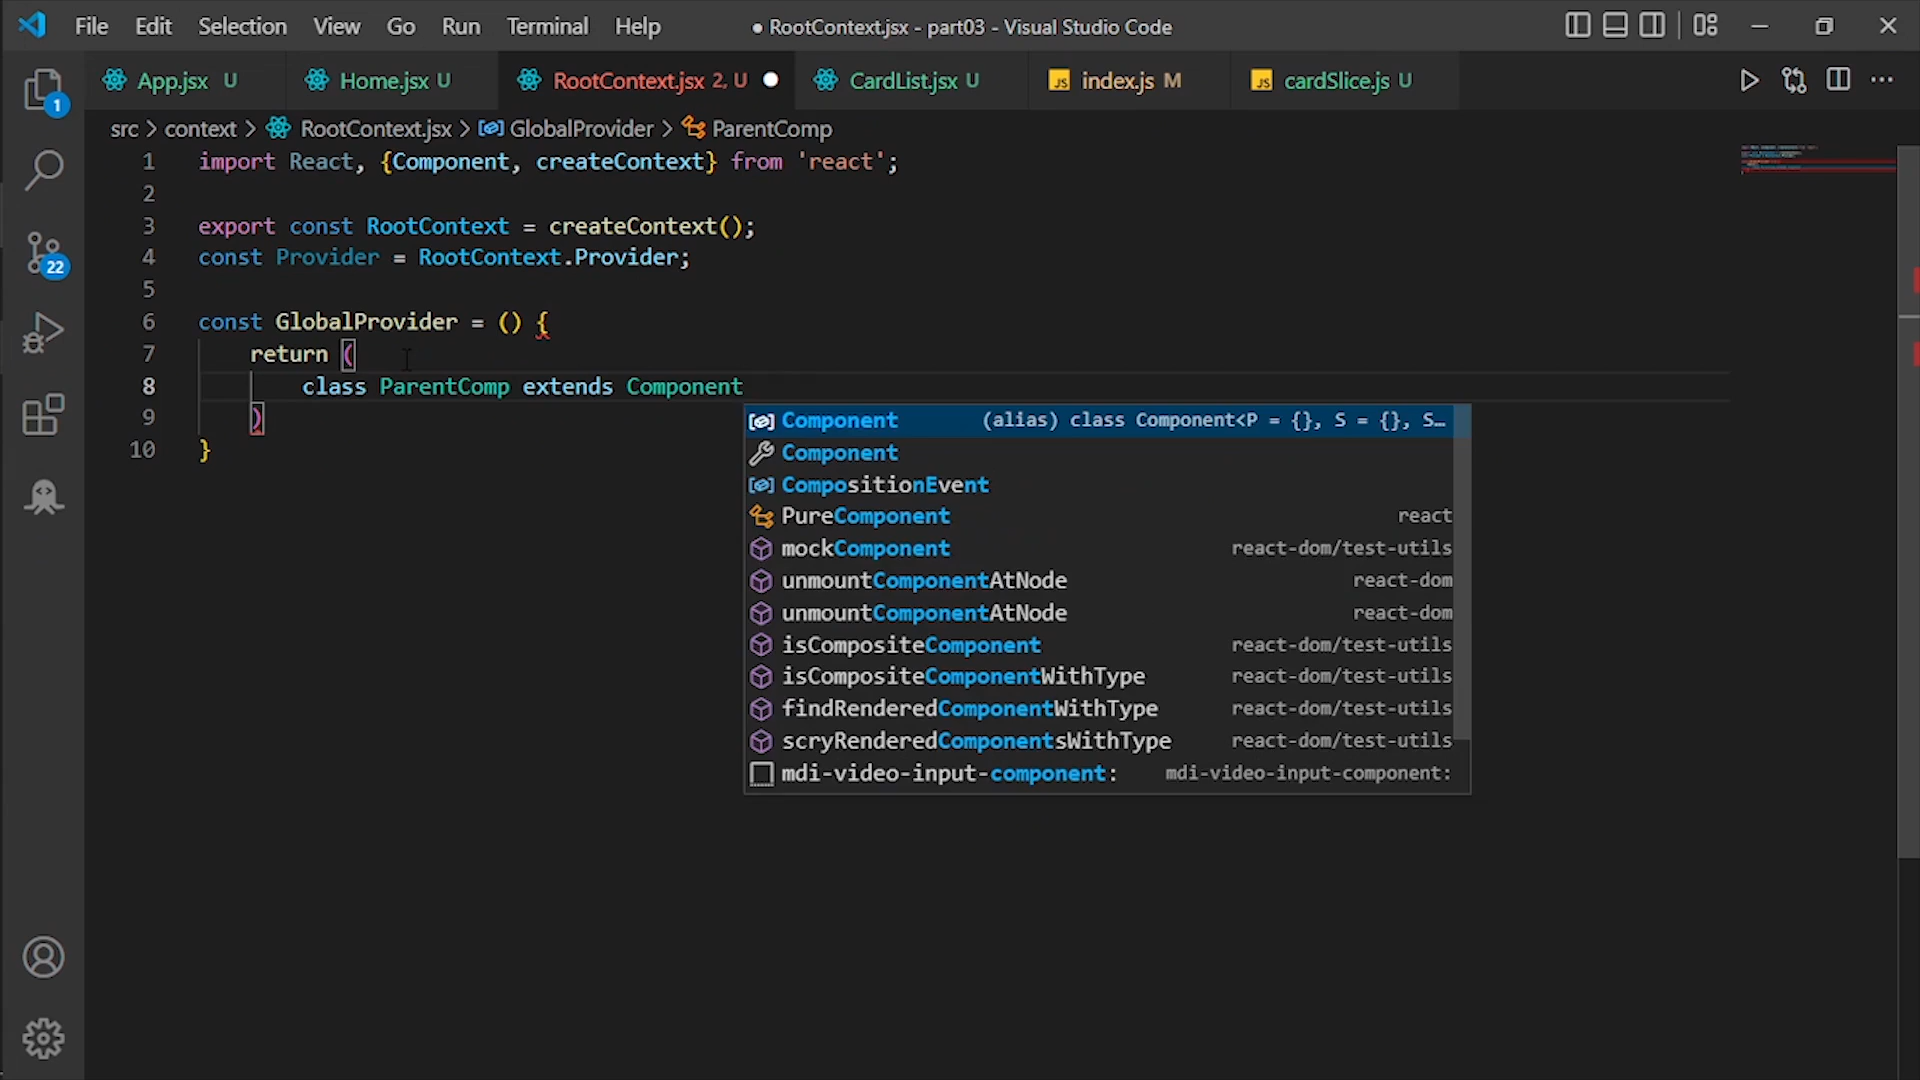 File Edit Selection View Go Run Terminal Help ● RootContext.jsx - part03 - Visual Studio Code
App.jsx U Home.jsx U RootContext.jsx 2, U CardList.jsx U JS index.js M JS cardSlice.js U
src > context > RootContext.jsx > GlobalProvider > ParentComp
1 import React, {Component, createContext} from 'react';
2
3 export const RootContext = createContext();
4 const Provider = RootContext.Provider;
5
6 const GlobalProvider = () {
7 return (
8 class ParentComp extends Component
9 )
10 }
Component (alias) class Component<P = {}, S = {}, S…
Component
CompositionEvent
PureComponent react
mockComponent react-dom/test-utils
unmountComponentAtNode react-dom
unmountComponentAtNode react-dom
isCompositeComponent react-dom/test-utils
isCompositeComponentWithType react-dom/test-utils
findRenderedComponentWithType react-dom/test-utils
scryRenderedComponentsWithType react-dom/test-utils
mdi-video-input-component: mdi-video-input-component:
1
22